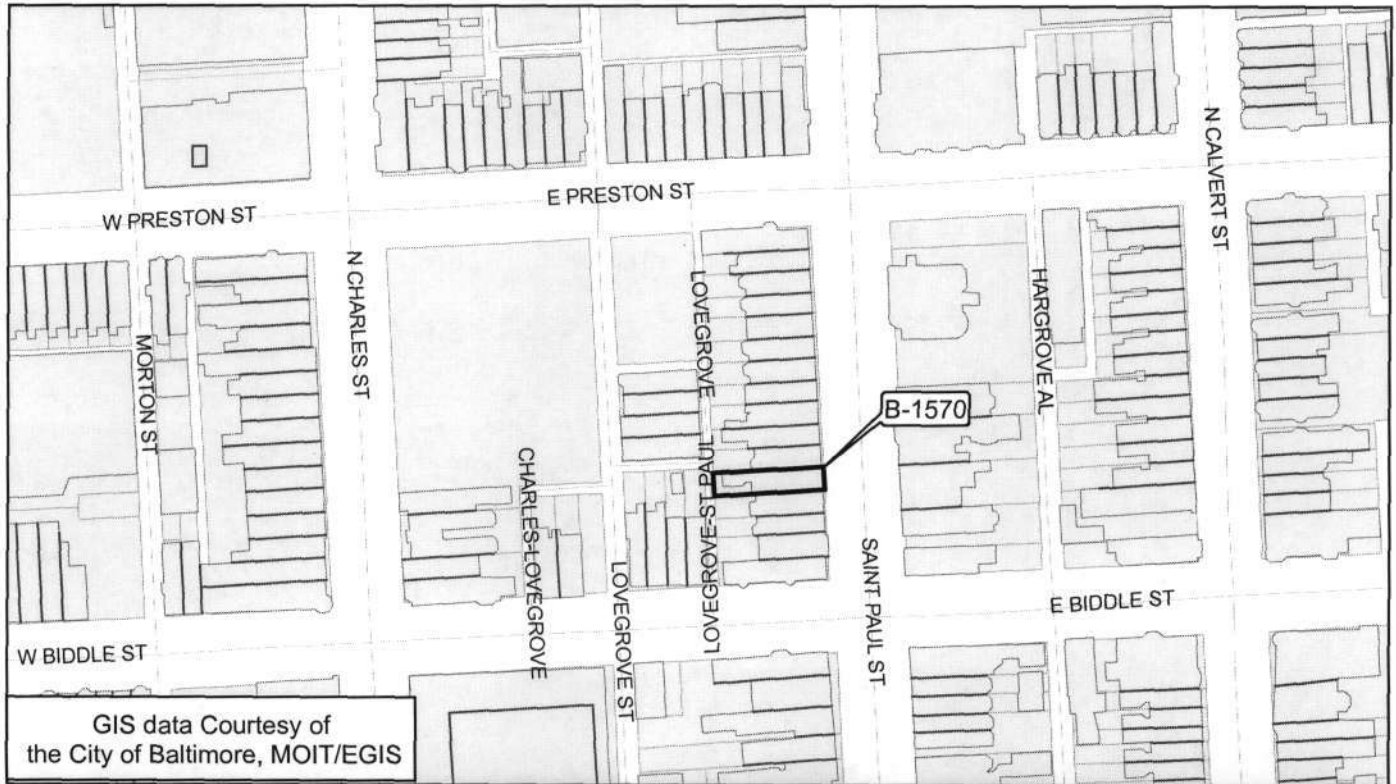 E PRESTON ST
W PRESTON ST
N CALVERT ST
N CHARLES ST
MORTON ST
LOVEGROVE-ST PAUL LOVEGROVE
HARGROVE AL
B-1570
CHARLES-LOVEGROVE
LOVEGROVE ST
SAINT PAUL ST
E BIDDLE ST
W BIDDLE ST
GIS data Courtesy of
the City of Baltimore, MOIT/EGIS